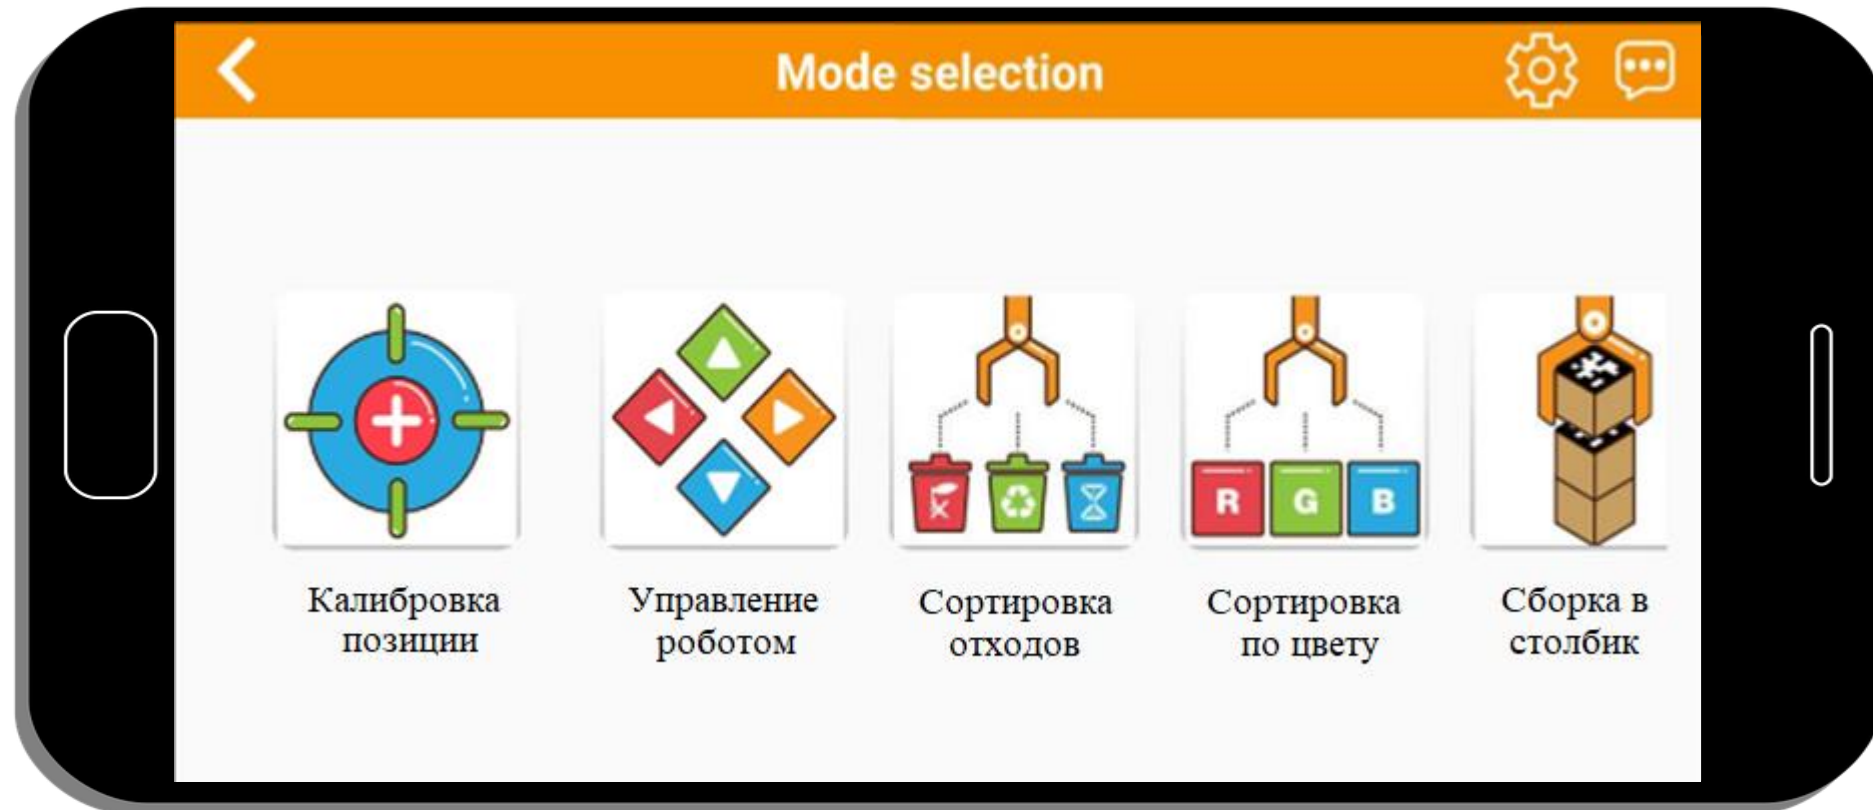 Mode selection
Калибровка
позиции
Управление
роботом
Сортировка
отходов
R G B
Сортировка
по цвету
Сборка в
столбик